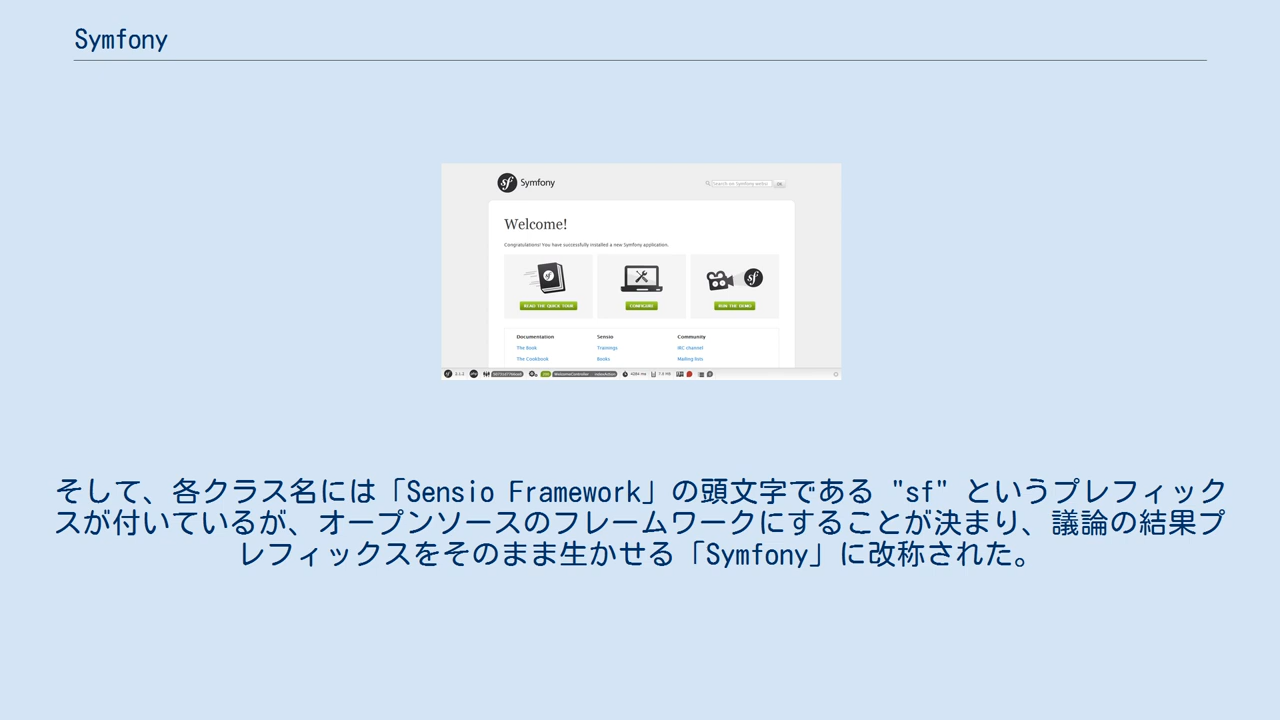 Symfony
sf Symfony
Welcome!
Congratulations! You have successfully installed a new Symfony application.
READ THE QUICK TOUR CONFIGURE RUN THE DEMO
Documentation Sensio Community
The Book Trainings IRC channel
The Cookbook Books Mailing lists
そして、各クラス名には「Sensio Framework」の頭文字である "sf" というプレフィック
スが付いているが、オープンソースのフレームワークにすることが決まり、議論の結果プ
レフィックスをそのまま生かせる「Symfony」に改称された。